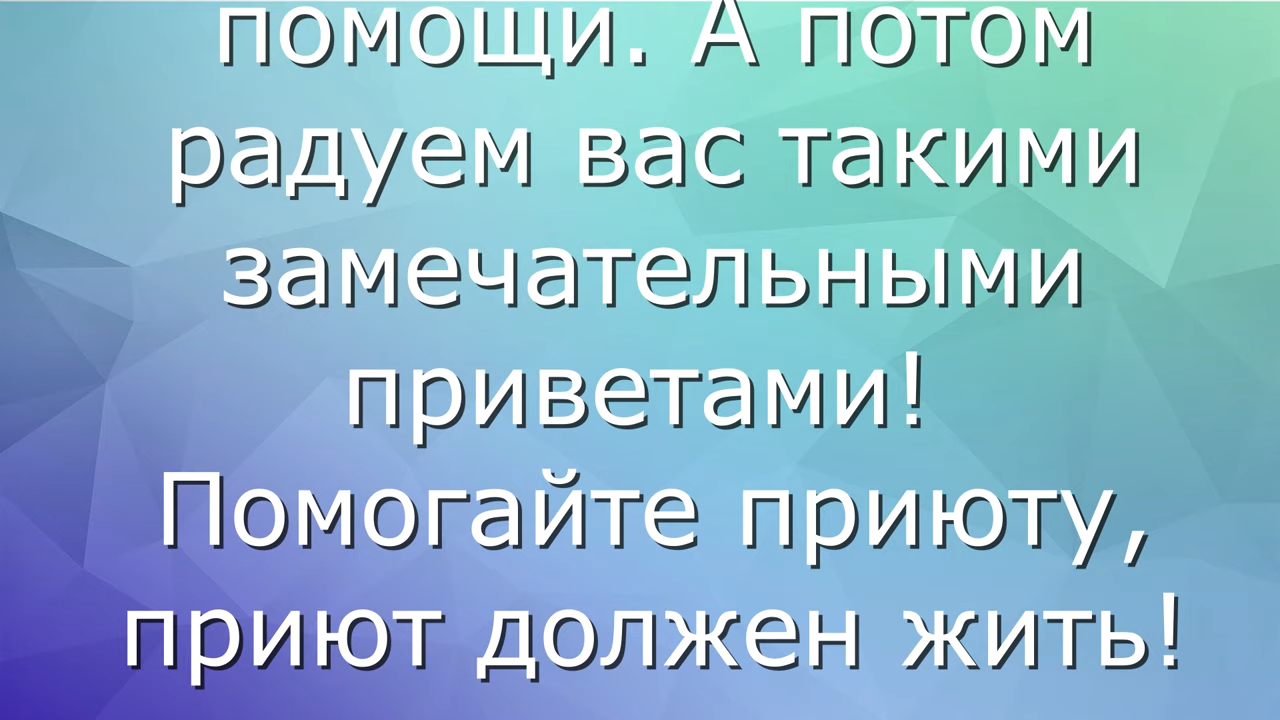 помощи. А потом
радуем вас такими
замечательными
приветами!
Помогайте приюту,
приют должен жить!